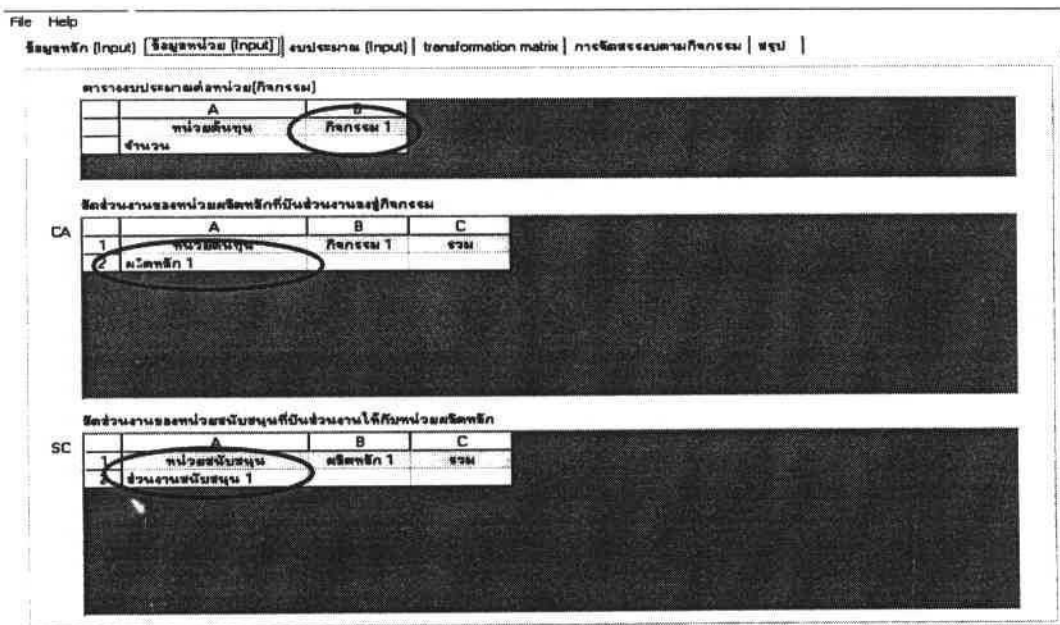 File Help
ข้อมูลหลัก (Input) ข้อมูลหน่วย (Input) งบประมาณ (Input) transformation matrix การจัดสรรงบตามกิจกรรม สรุป
ตารางงบประมาณต่อหน่วย(กิจกรรม)
A B
หน่วยต้นทุน กิจกรรม 1
จำนวน
สัดส่วนงานของหน่วยผลิตหลักที่ปันส่วนงานลงสู่กิจกรรม
CA
A B C
1 หน่วยต้นทุน กิจกรรม 1 รวม
2 ผลิตหลัก 1
สัดส่วนงานของหน่วยสนับสนุนที่ปันส่วนงานให้กับหน่วยผลิตหลัก
SC
A B C
1 หน่วยสนับสนุน ผลิตหลัก 1 รวม
2 ส่วนงานสนับสนุน 1